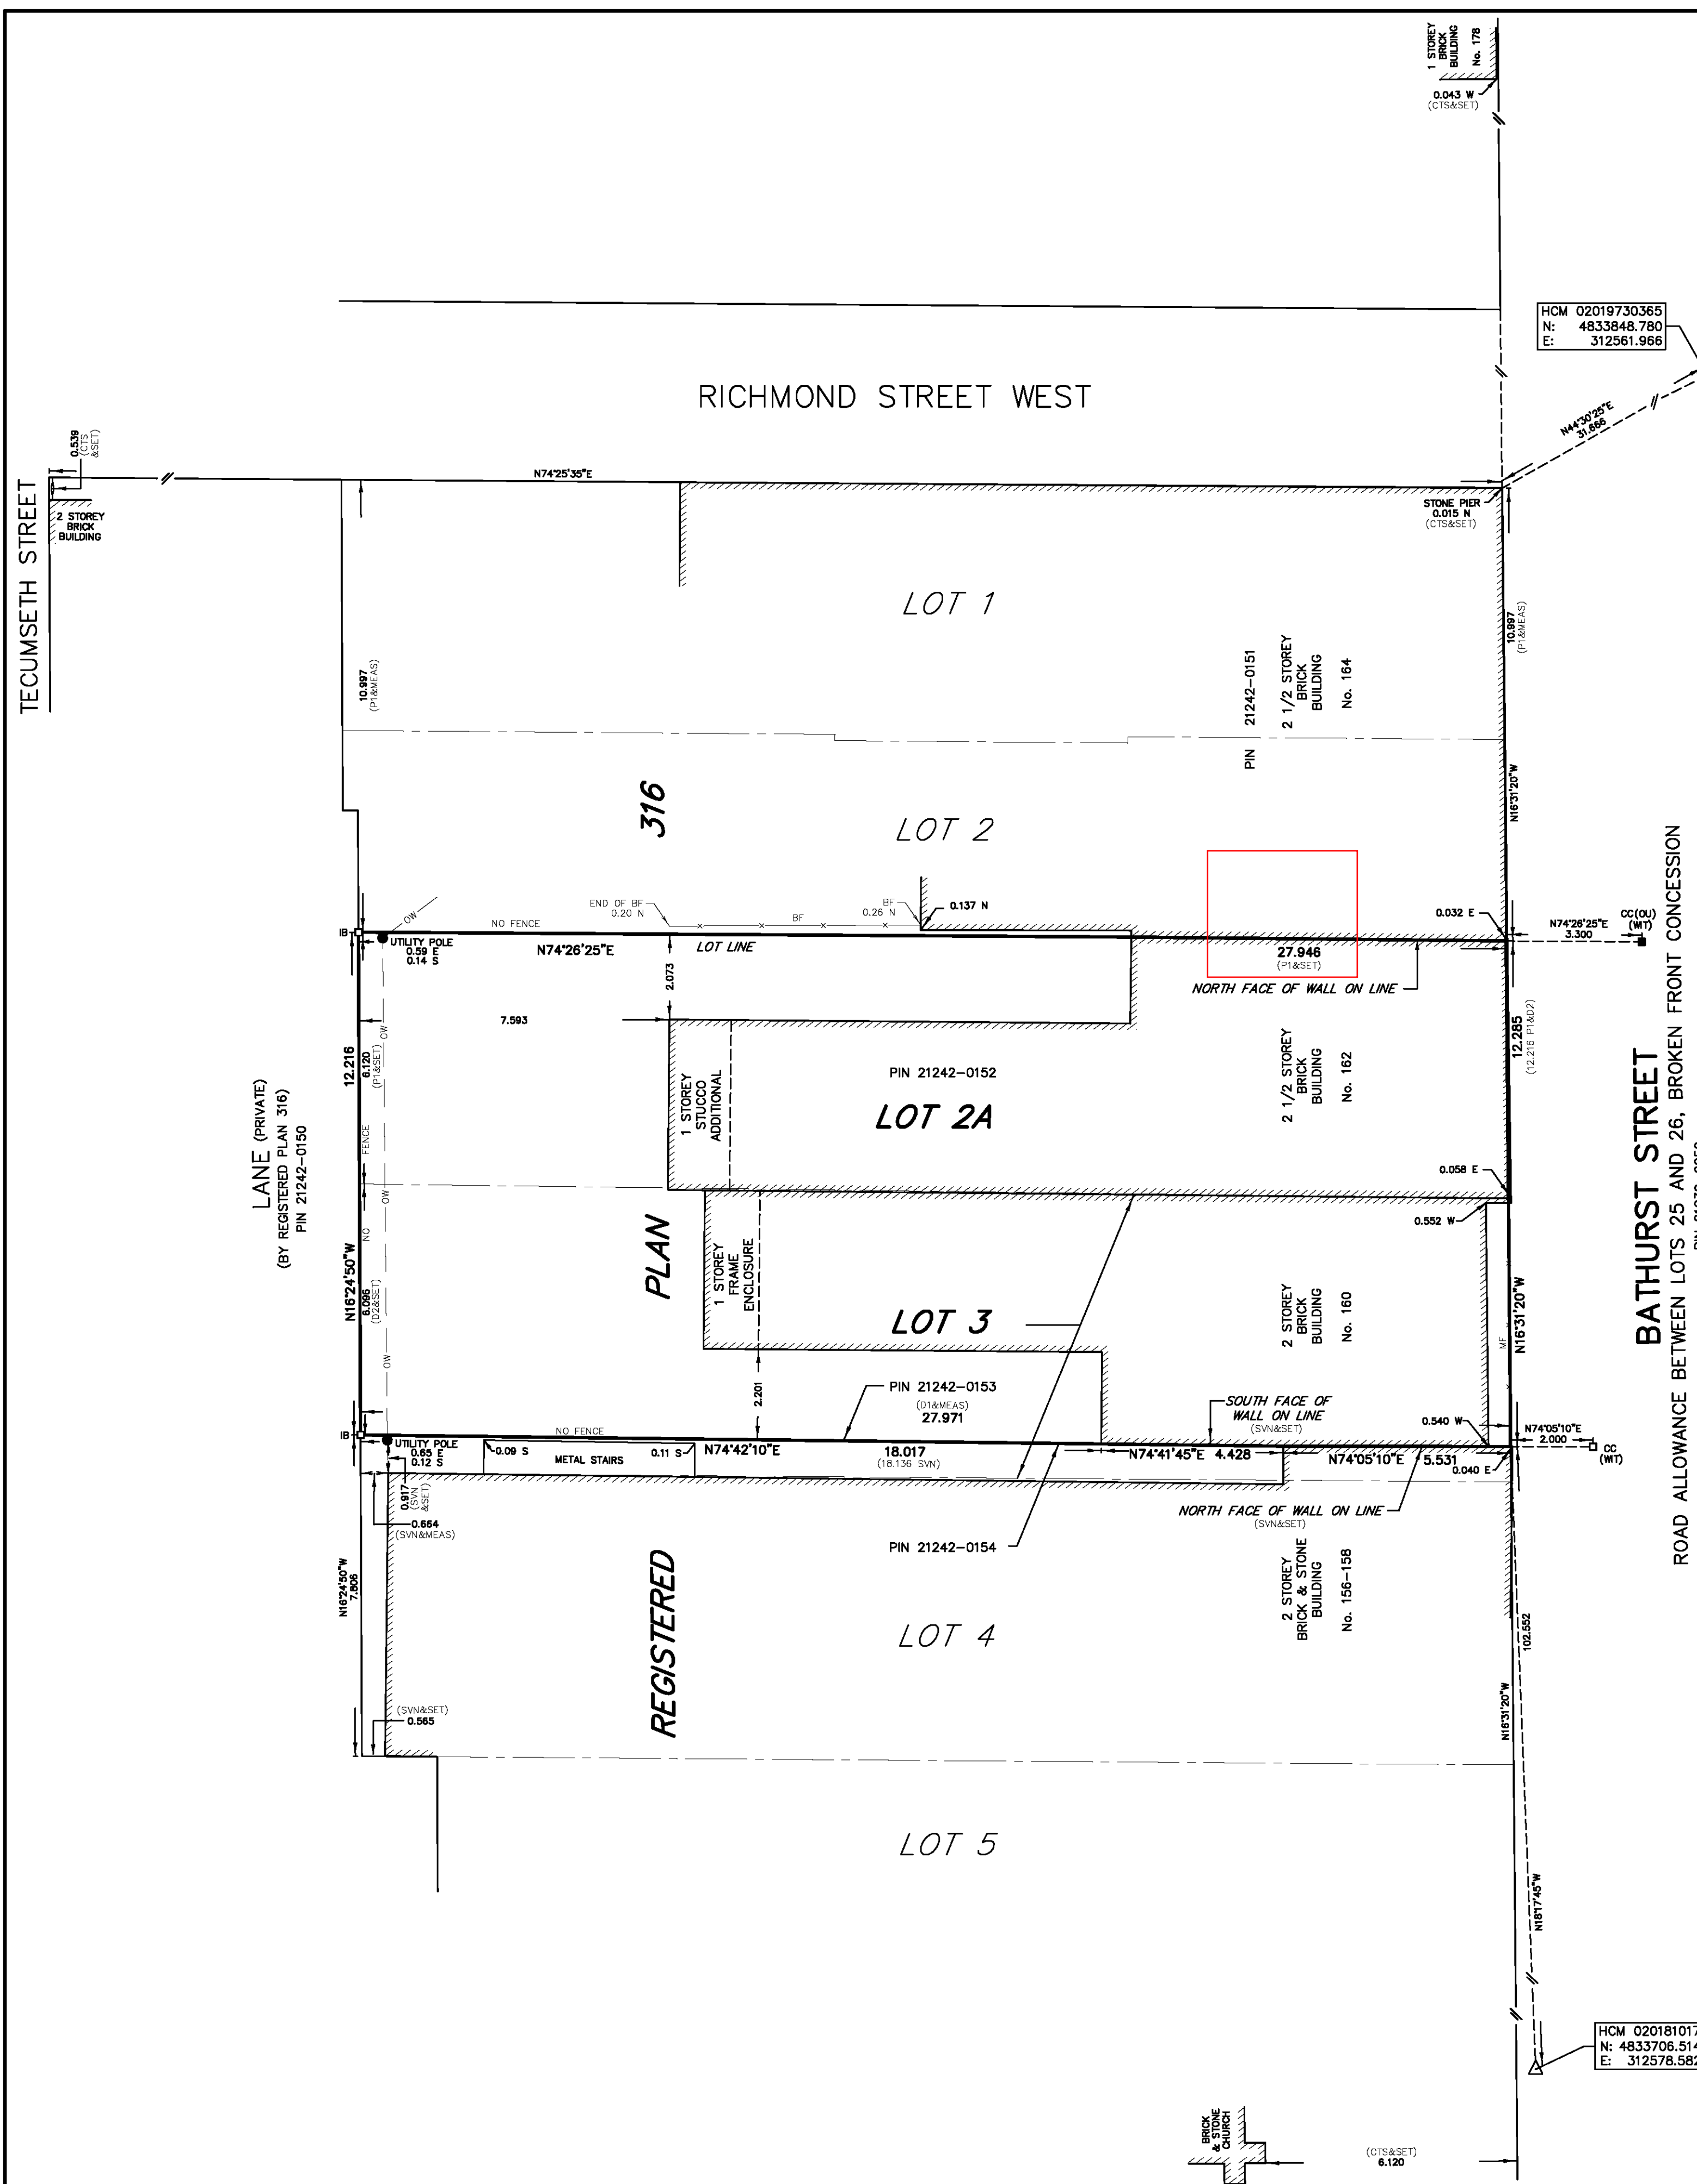 1 STOREY
BRICK
BUILDING
No. 178
0.043 W
(CTS&SET)
HCM 02019730365
N: 4833848.780
E: 312561.966
RICHMOND STREET WEST
N44°30'25"E
31.666
0.539
(CTS
&SET)
N74°25'35"E
TECUMSETH STREET
2 STOREY
BRICK
BUILDING
STONE PIER
0.015 N
(CTS&SET)
LOT 1
10.997
(P1&MEAS)
10.997
(P1&MEAS)
PIN 21242-0151
2 1/2 STOREY
BRICK
BUILDING
No. 164
316
LOT 2
N16°31'20"W
END OF BF
0.20 N
BF
BF
0.26 N
0.137 N
0.032 E
N74°26'25"E
3.300
CC(OU)
(WIT)
OW
NO FENCE
IB
UTILITY POLE
0.59 E
0.14 S
N74°26'25"E
LOT LINE
27.946
(P1&SET)
NORTH FACE OF WALL ON LINE
2.073
7.593
12.216
6.120
(P1&SET)
OW
12.285
(12.216 P1&D2)
PIN 21242-0152
1 STOREY
STUCCO
ADDITIONAL
LOT 2A
2 1/2 STOREY
BRICK
BUILDING
No. 162
LANE (PRIVATE)
(BY REGISTERED PLAN 316)
PIN 21242-0150
NO FENCE
OW
0.058 E
0.552 W
BATHURST STREET
ROAD ALLOWANCE BETWEEN LOTS 25 AND 26, BROKEN FRONT CONCESSION
N16°24'50"W
6.096
(D2&SET)
PLAN
1 STOREY
FRAME
ENCLOSURE
LOT 3
2 STOREY
BRICK
BUILDING
No. 160
MF
N16°31'20"W
OW
2.201
PIN 21242-0153
(D1&MEAS)
27.971
SOUTH FACE OF
WALL ON LINE
(SVN&SET)
0.540 W
N74°05'10"E
2.000
CC
(WIT)
NO FENCE
IB
UTILITY POLE
0.65 E
0.12 S
0.09 S
METAL STAIRS
0.11 S
N74°42'10"E
18.017
(18.136 SVN)
N74°41'45"E 4.428
N74°05'10"E 5.531
0.040 E
0.917
(SVN
&SET)
0.664
(SVN&MEAS)
NORTH FACE OF WALL ON LINE
(SVN&SET)
PIN 21242-0154
N16°24'50"W
7.806
REGISTERED
LOT 4
2 STOREY
BRICK & STONE
BUILDING
No. 156-158
102.552
(SVN&SET)
0.565
N16°31'20"W
LOT 5
N18°17'45"W
HCM 020181017
N: 4833706.514
E: 312578.582
BRICK
& STONE
CHURCH
(CTS&SET)
6.120